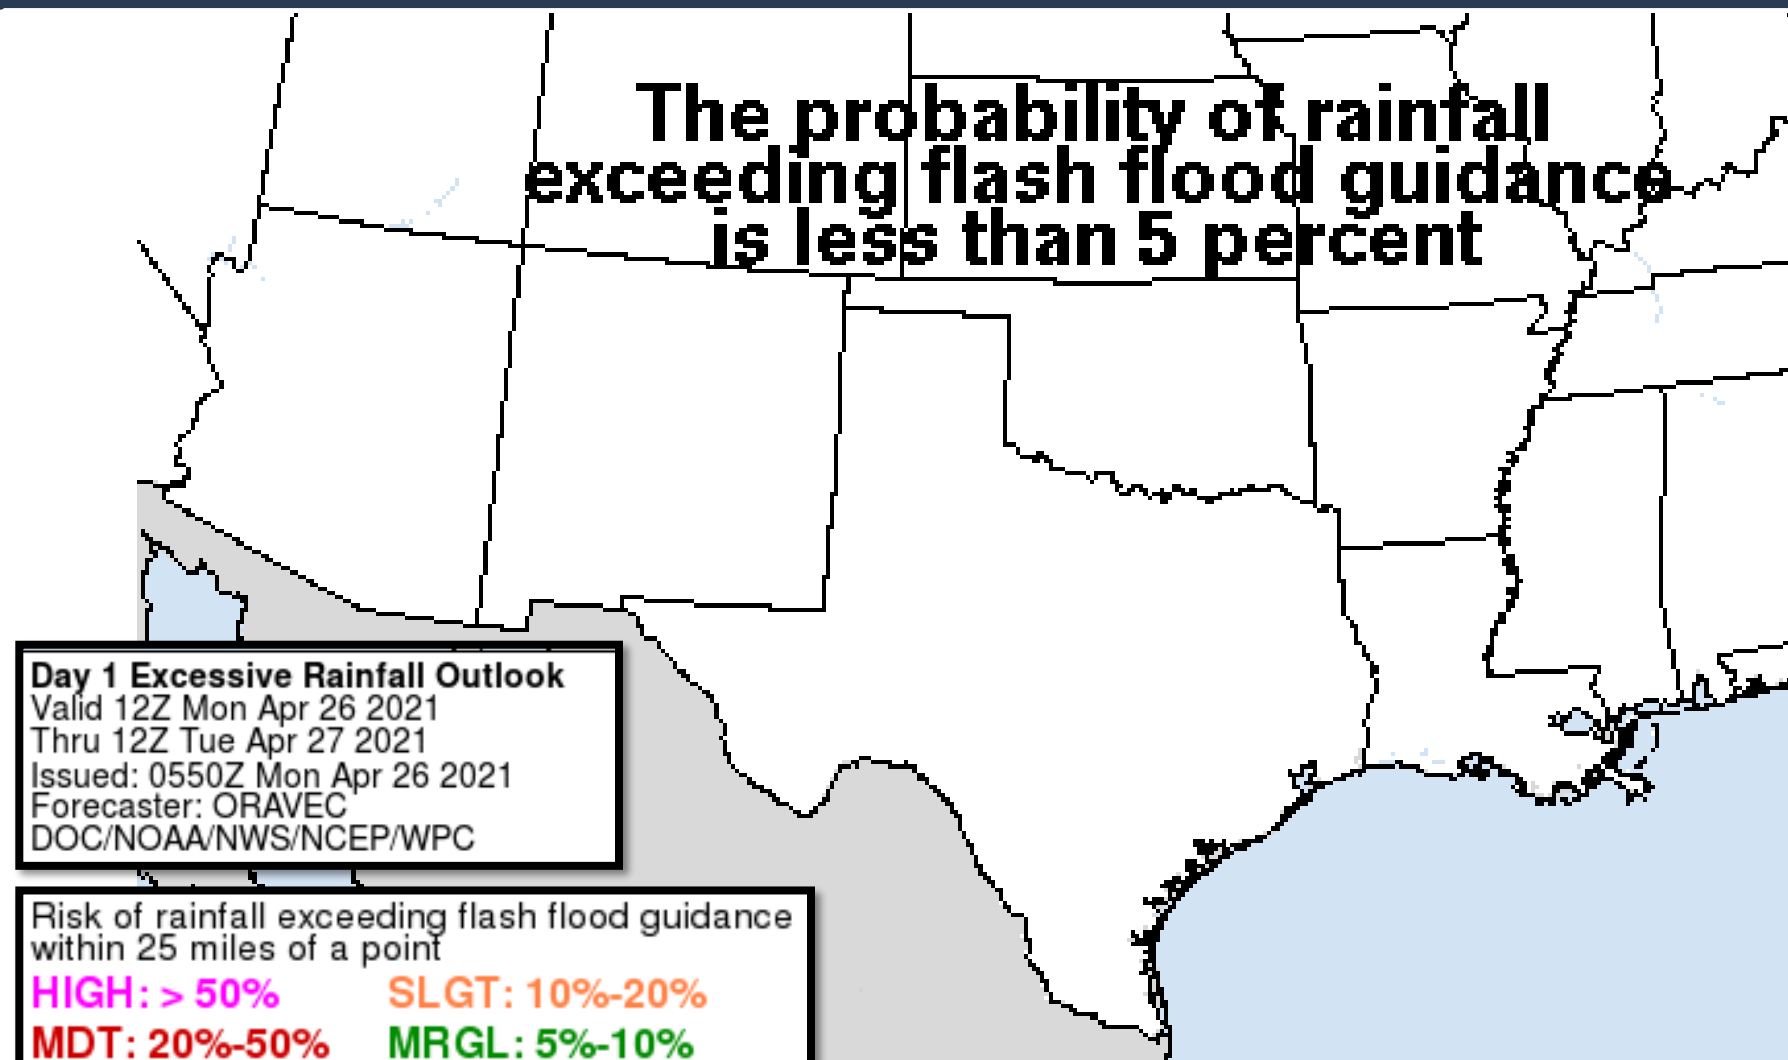 The probability of rainfall
exceeding flash flood guidance
is less than 5 percent
Day 1 Excessive Rainfall Outlook
Valid 12Z Mon Apr 26 2021
Thru 12Z Tue Apr 27 2021
Issued: 0550Z Mon Apr 26 2021
Forecaster: ORAVEC
DOC/NOAA/NWS/NCEP/WPC
Risk of rainfall exceeding flash flood guidance
within 25 miles of a point
HIGH: > 50% SLGT: 10%-20%
MDT: 20%-50% MRGL: 5%-10%